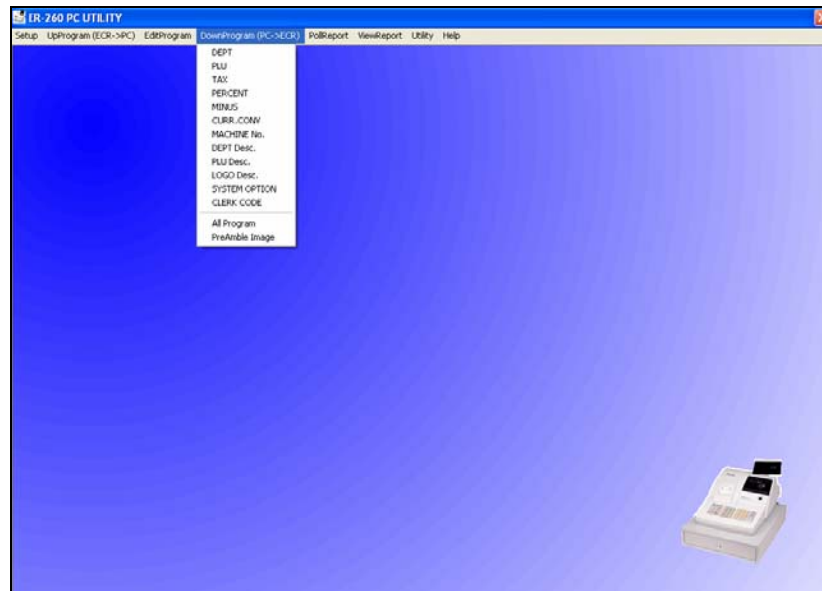 ER-260 PC UTILITY
Setup UpProgram (ECR->PC) EditProgram DownProgram (PC->ECR) PollReport ViewReport Utility Help
DEPT
PLU
TAX
PERCENT
MINUS
CURR.CONV
MACHINE No.
DEPT Desc.
PLU Desc.
LOGO Desc.
SYSTEM OPTION
CLERK CODE
All Program
PreAmble Image